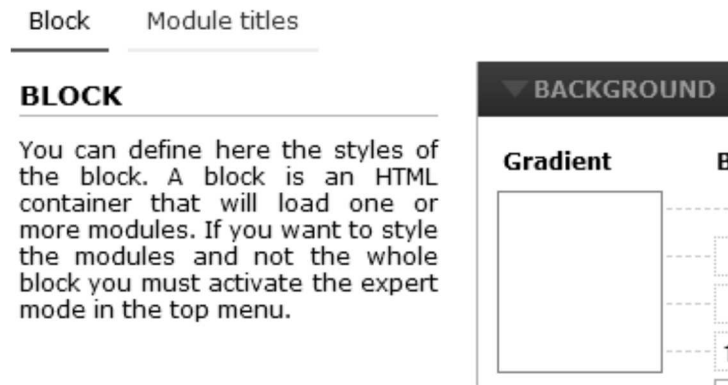 Block Module titles
BLOCK
You can define here the styles of
the block. A block is an HTML
container that will load one or
more modules. If you want to style
the modules and not the whole
block you must activate the expert
mode in the top menu.
BACKGROUND
Gradient